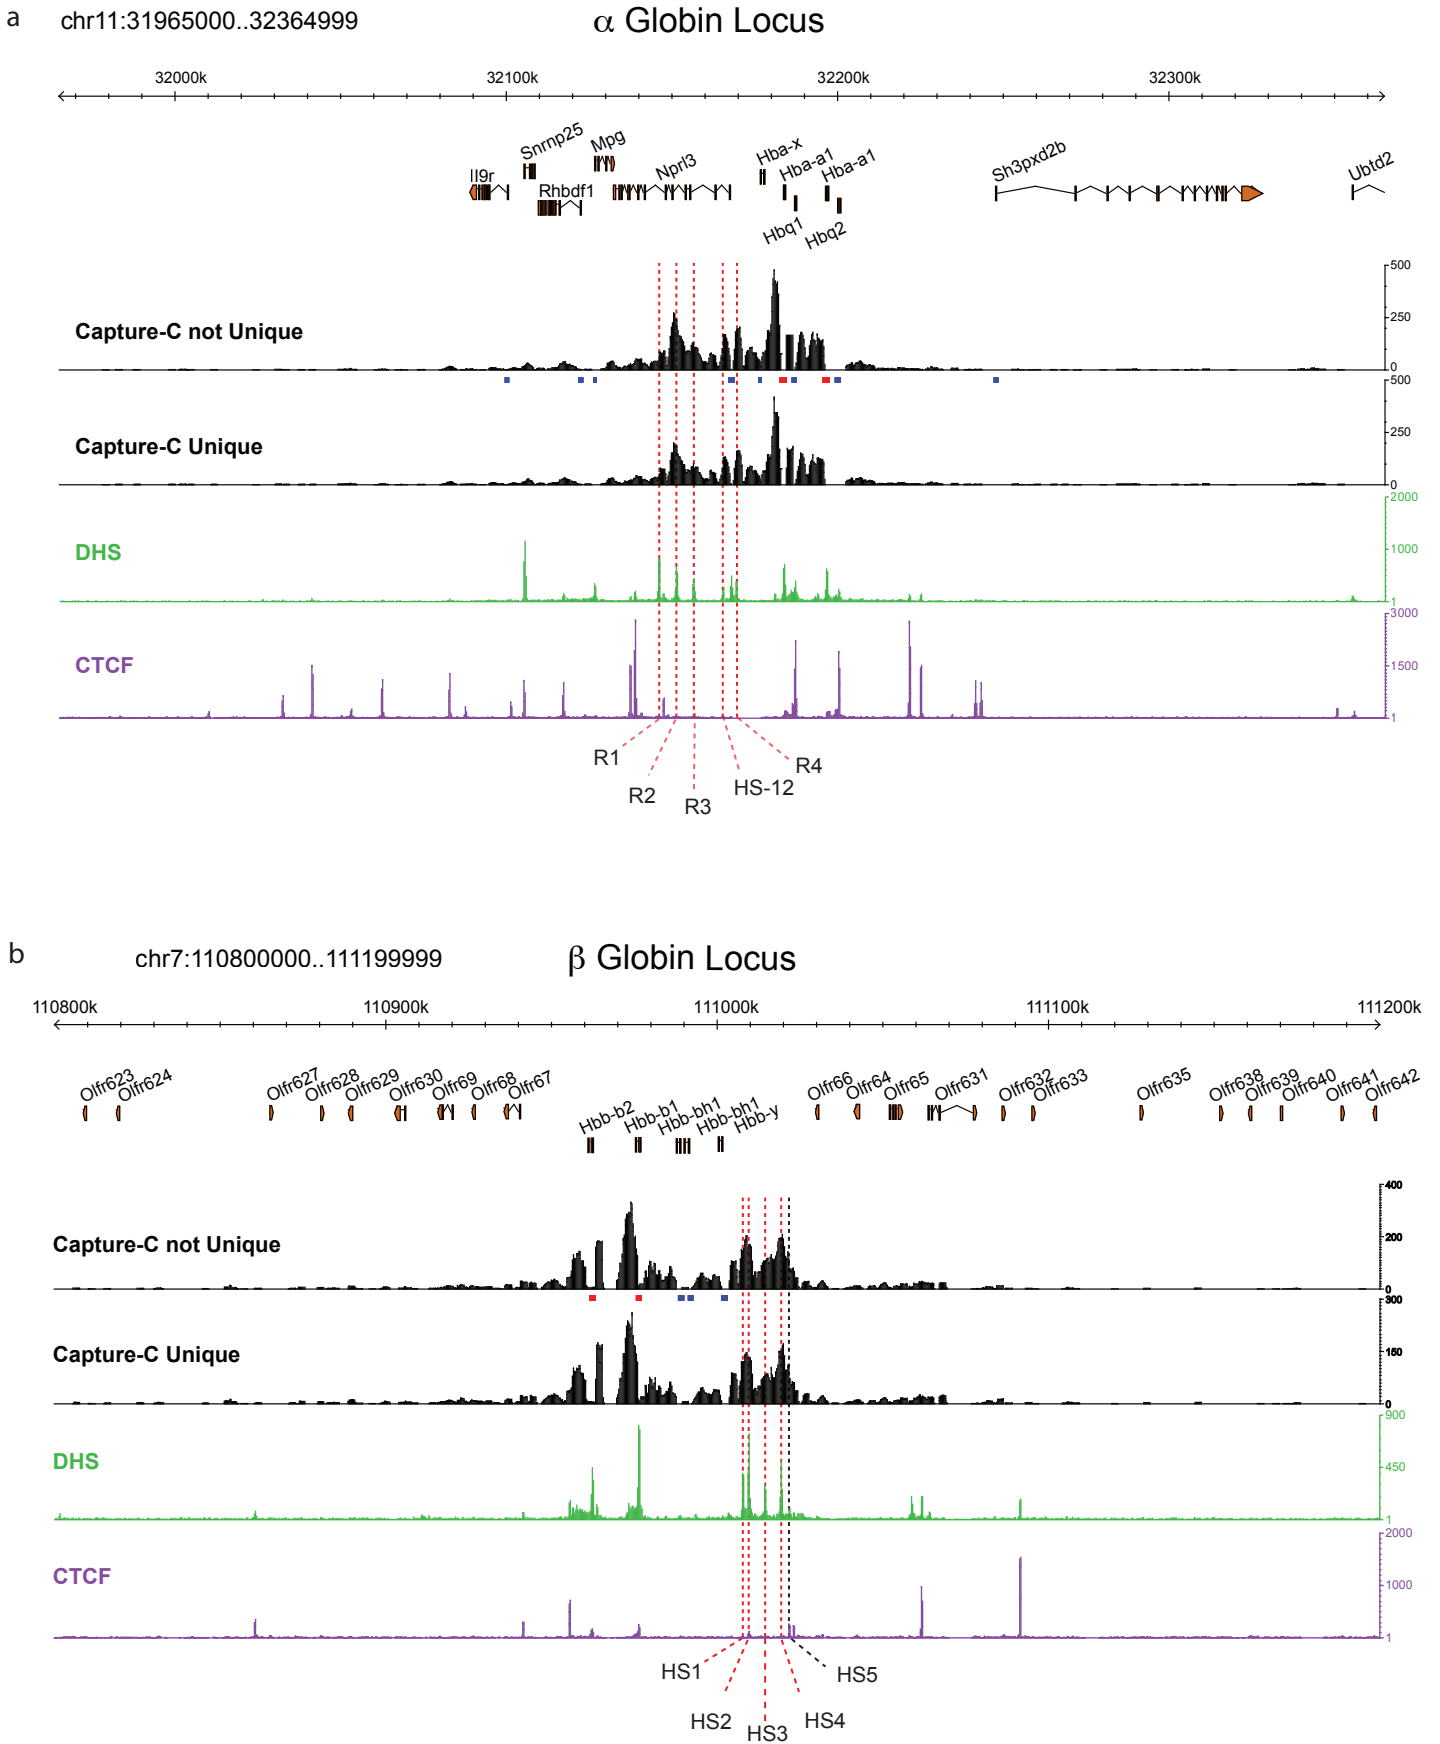 a chr11:31965000..32364999 α Globin Locus
32000k 32100k 32200k 32300k
Il9r Snrnp25 Rhbdf1 Mpg Nprl3 Hba-x Hba-a1 Hba-a1 Sh3pxd2b Ubtd2
Hbq1 Hbq2
500
Capture-C not Unique
250
0
500
Capture-C Unique
250
0
2000
DHS
1000
1
3000
CTCF
1500
1
R1 R4
R2 R3 HS-12
b chr7:110800000..111199999 β Globin Locus
110800k 110900k 111000k 111100k 111200k
Olfr623 Olfr624 Olfr627 Olfr628 Olfr629 Olfr630 Olfr69 Olfr68 Olfr67 Olfr66 Olfr64 Olfr65 Olfr631 Olfr632 Olfr633 Olfr635 Olfr638 Olfr639 Olfr640 Olfr641 Olfr642
Hbb-b2 Hbb-b1 Hbb-bh1 Hbb-bh1 Hbb-y
400
Capture-C not Unique
200
0
300
Capture-C Unique
150
0
900
DHS
450
1
2000
CTCF
1000
1
HS1 HS5
HS2 HS3 HS4